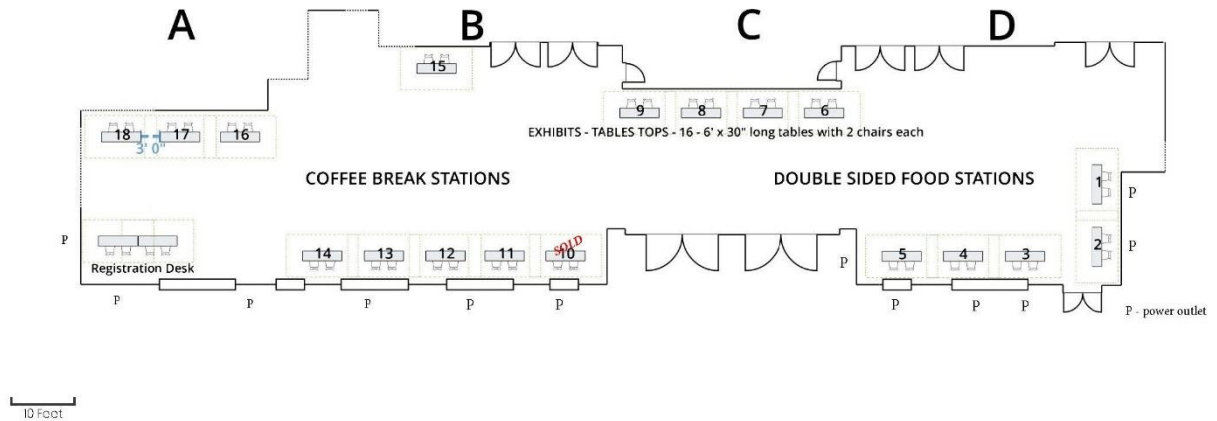 A
B
C
D
15
9
8
7
6
EXHIBITS - TABLES TOPS - 16 - 6' x 30" long tables with 2 chairs each
18
17
16
3' 0"
COFFEE BREAK STATIONS
DOUBLE SIDED FOOD STATIONS
1
P
P
Registration Desk
14
13
12
11
10
SOLD
P
5
4
3
2
P
P
P
P
P
P
P
P
P
P - power outlet
10 Feet